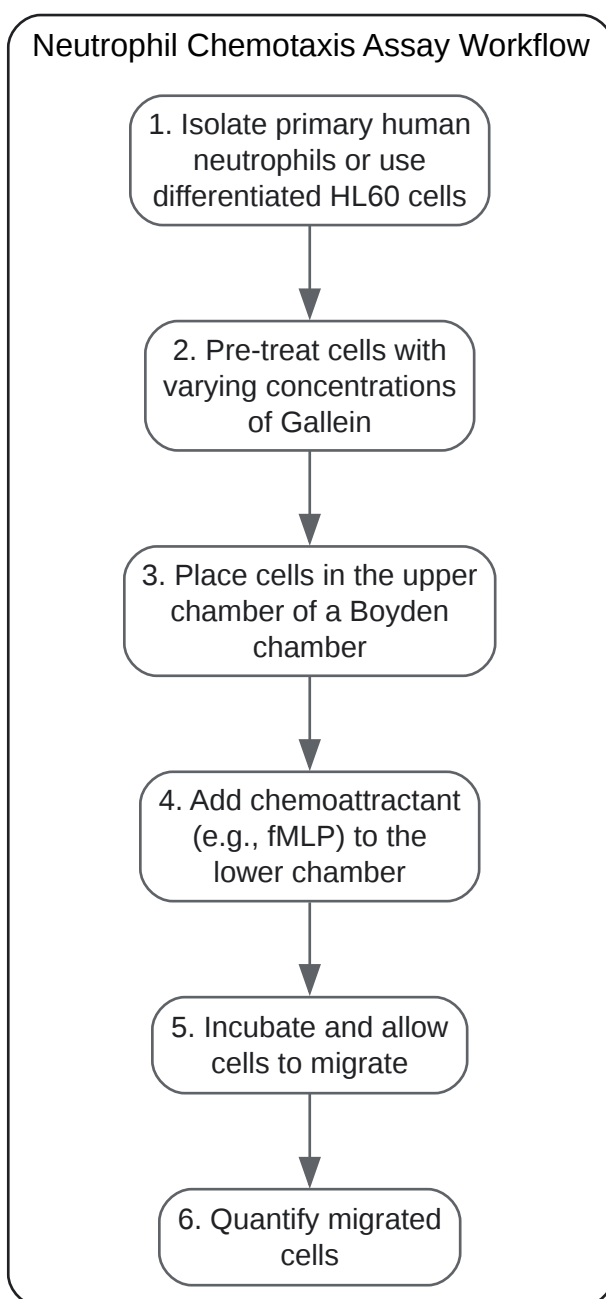 Neutrophil Chemotaxis Assay Workflow
1. Isolate primary human
neutrophils or use
differentiated HL60 cells
2. Pre-treat cells with
varying concentrations
of Gallein
3. Place cells in the upper
chamber of a Boyden
chamber
4. Add chemoattractant
(e.g., fMLP) to the
lower chamber
5. Incubate and allow
cells to migrate
6. Quantify migrated
cells